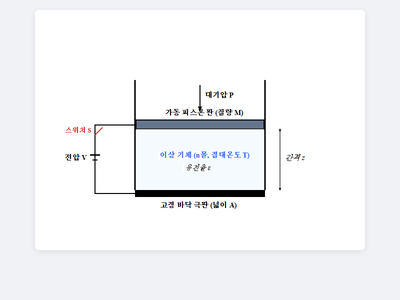 대기압 P
가동 피스톤 판 (질량 M)
스위치 S
전압 V
이상 기체 (n몰, 절대온도 T)
유전율 ε
간격 z
고정 바닥 극판 (넓이 A)